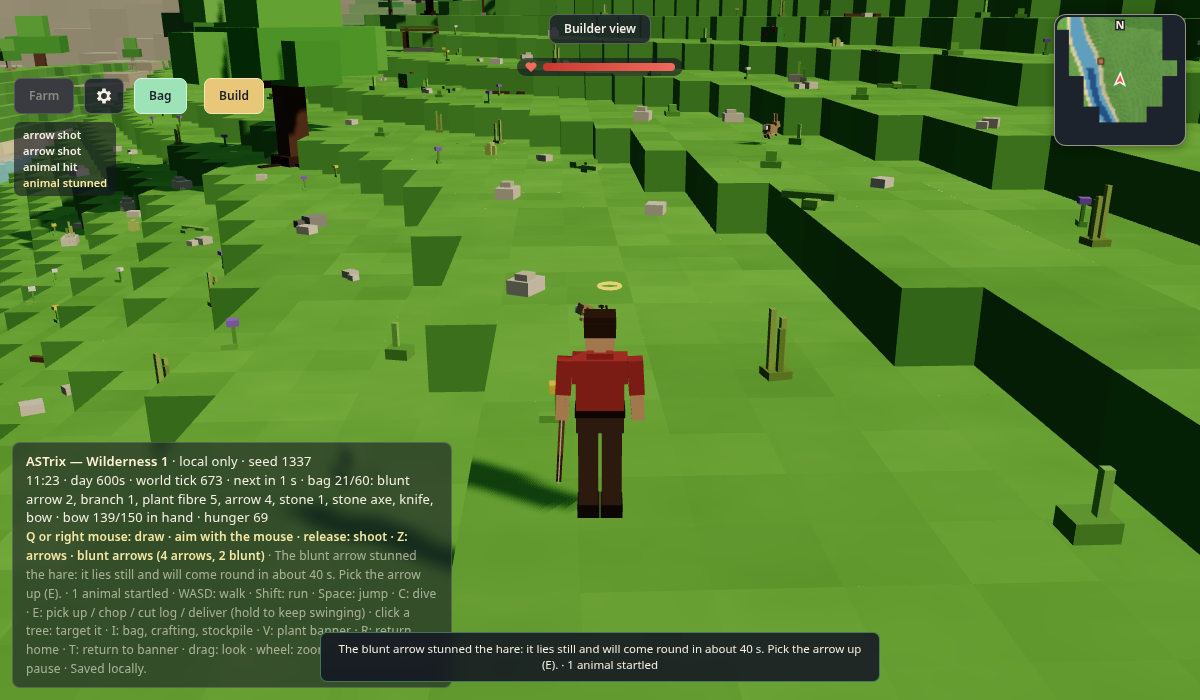 Builder view
N
Farm
Bag
Build
arrow shot
arrow shot
animal hit
animal stunned
ASTrix — Wilderness 1 · local only · seed 1337
11:23 · day 600s · world tick 673 · next in 1 s · bag 21/60: blunt
arrow 2, branch 1, plant fibre 5, arrow 4, stone 1, stone axe, knife,
bow · bow 139/150 in hand · hunger 69
Q or right mouse: draw · aim with the mouse · release: shoot · Z:
arrows · blunt arrows (4 arrows, 2 blunt) · The blunt arrow stunned
the hare: it lies still and will come round in about 40 s. Pick the arrow
up (E). · 1 animal startled · WASD: walk · Shift: run · Space: jump · C: dive
· E: pick up / chop / cut log / deliver (hold to keep swinging) · click a
tree: target it · I: bag, crafting, stockpile · V: plant banner · R: return
home · T: return to banner · drag: look · wheel: zoom
pause · Saved locally.
The blunt arrow stunned the hare: it lies still and will come round in about 40 s. Pick the arrow up
(E). · 1 animal startled